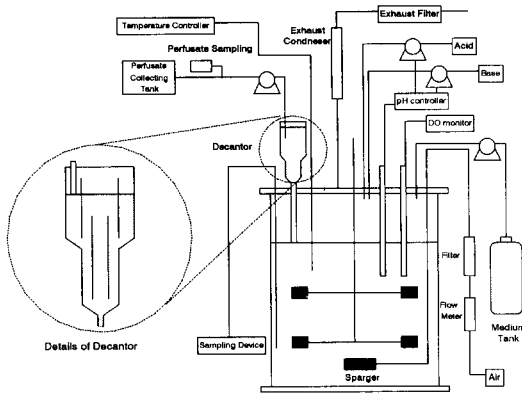 Temperature Controller
Exhaust Filter
Exhaust
Condneser
Acid
Perfusate Sampling
Perfusate
Collecting
Tank
Base
pH controller
DO monitor
Decantor
Filter
Flow
Meter
Medium
Tank
Details of Decantor
Sampling Device
Sparger
Air